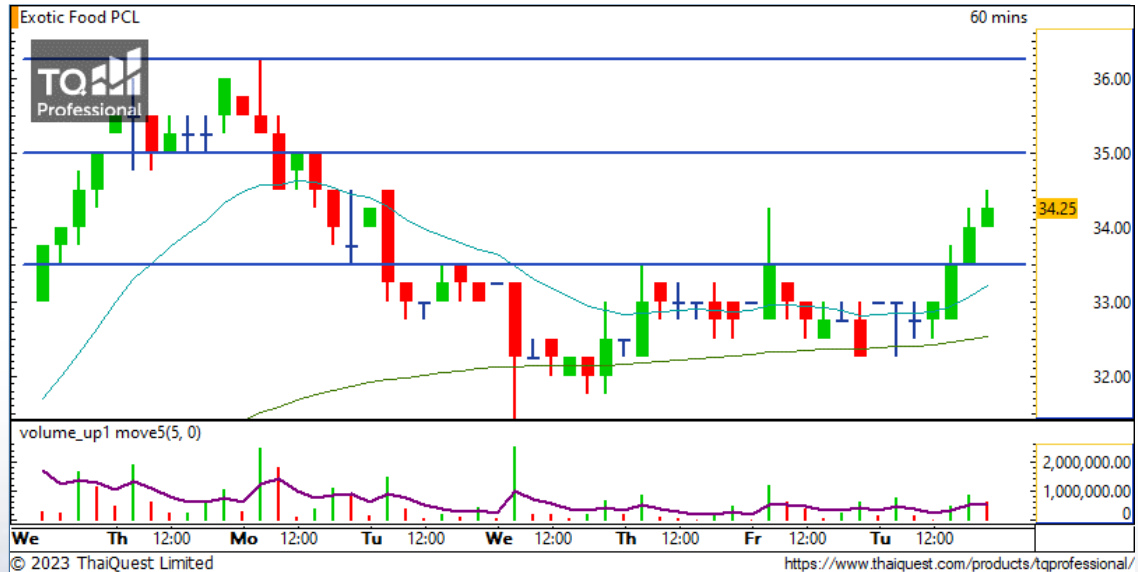 Exotic Food PCL
60 mins
TQ
Professional
36.00
35.00
34.25
34.00
33.00
32.00
volume_up1 move5(5, 0)
2,000,000.00
1,000,000.00
0
We Th 12:00 Mo 12:00 Tu 12:00 We 12:00 Th 12:00 Fr 12:00 Tu 12:00
© 2023 ThaiQuest Limited
https://www.thaiquest.com/products/tqprofessional/